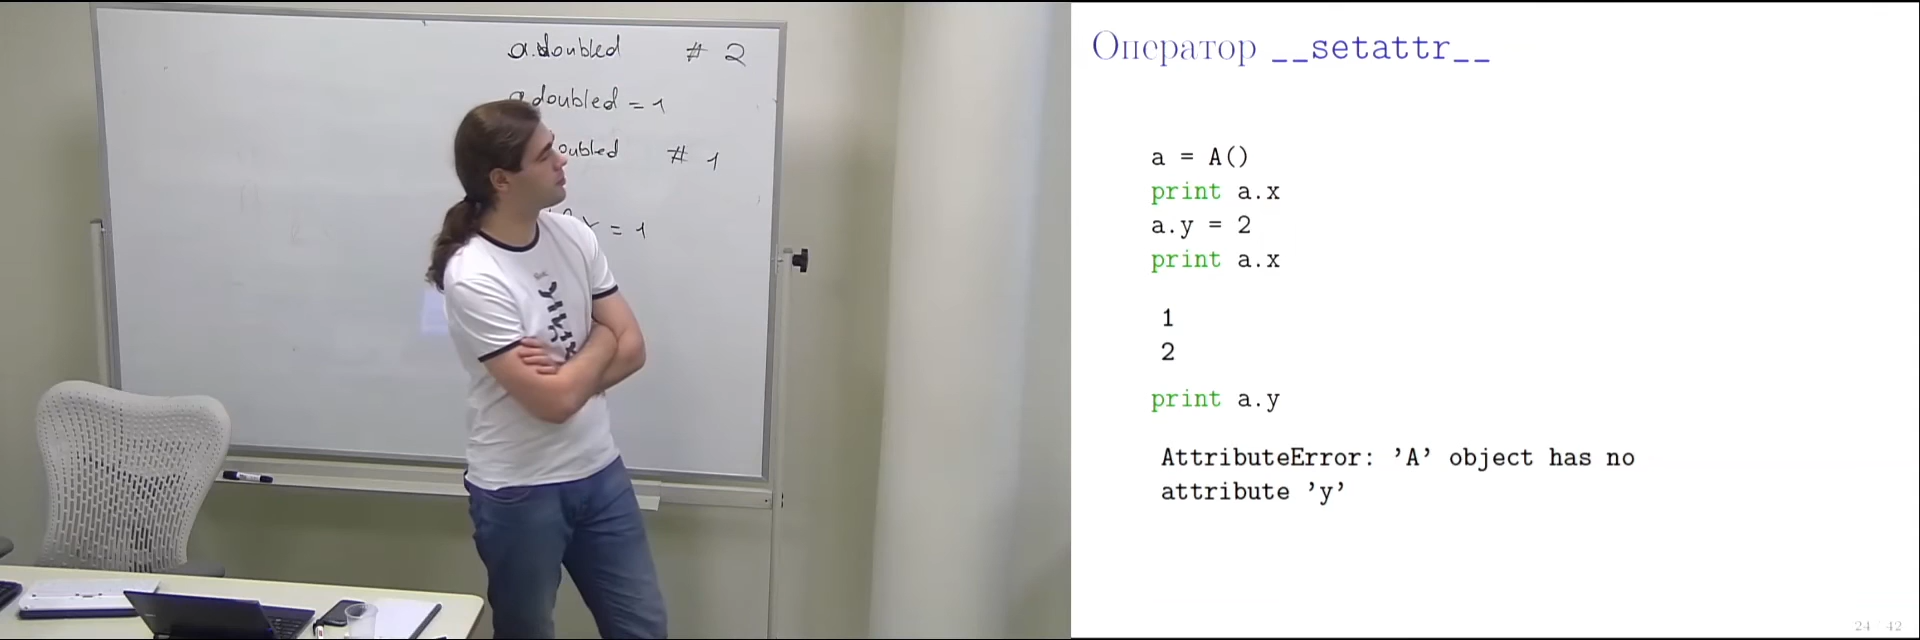 a.doubled # 2
a.doubled = 1
oubled # 1
= 1
Оператор __setattr__
a = A()
print a.x
a.y = 2
print a.x
1
2
print a.y
AttributeError: ’A’ object has no
attribute ’y’
24 / 42